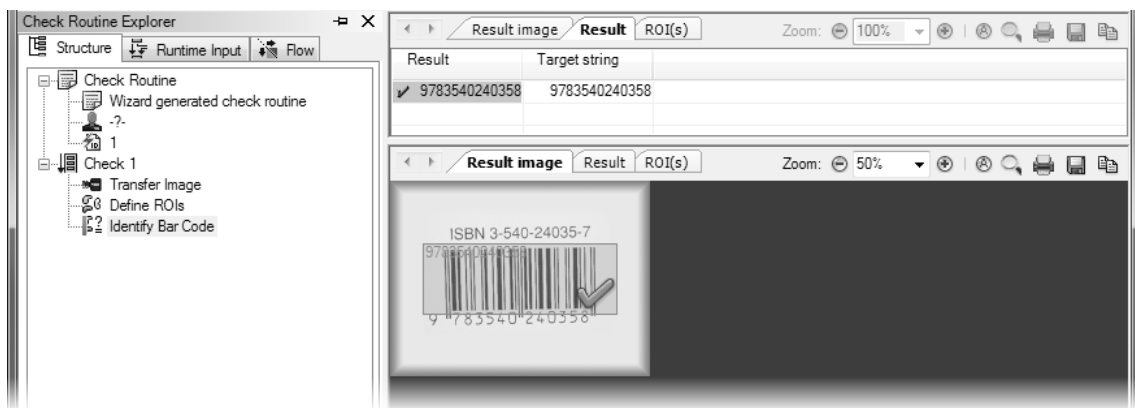 Check Routine Explorer
Structure Runtime Input Flow
Check Routine
Wizard generated check routine
-?-
1
Check 1
Transfer Image
Define ROIs
Identify Bar Code
Result image Result ROI(s) Zoom: 100%
Result Target string
9783540240358 9783540240358
Result image Result ROI(s) Zoom: 50%
ISBN 3-540-24035-7
9783540240358
9 783540 240358